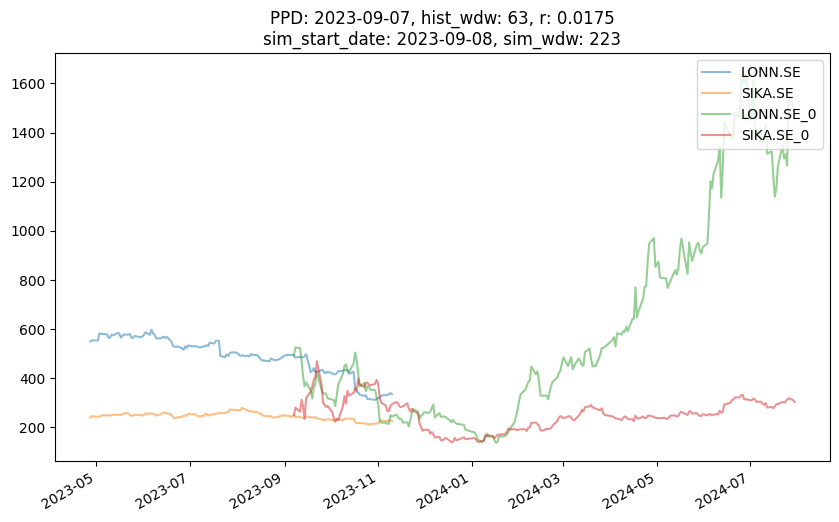 PPD: 2023-09-07, hist_wdw: 63, r: 0.0175
sim_start_date: 2023-09-08, sim_wdw: 223
LONN.SE
SIKA.SE
LONN.SE_0
SIKA.SE_0
1600
1400
1200
1000
800
600
400
200
2023-05
2023-07
2023-09
2023-11
2024-01
2024-03
2024-05
2024-07